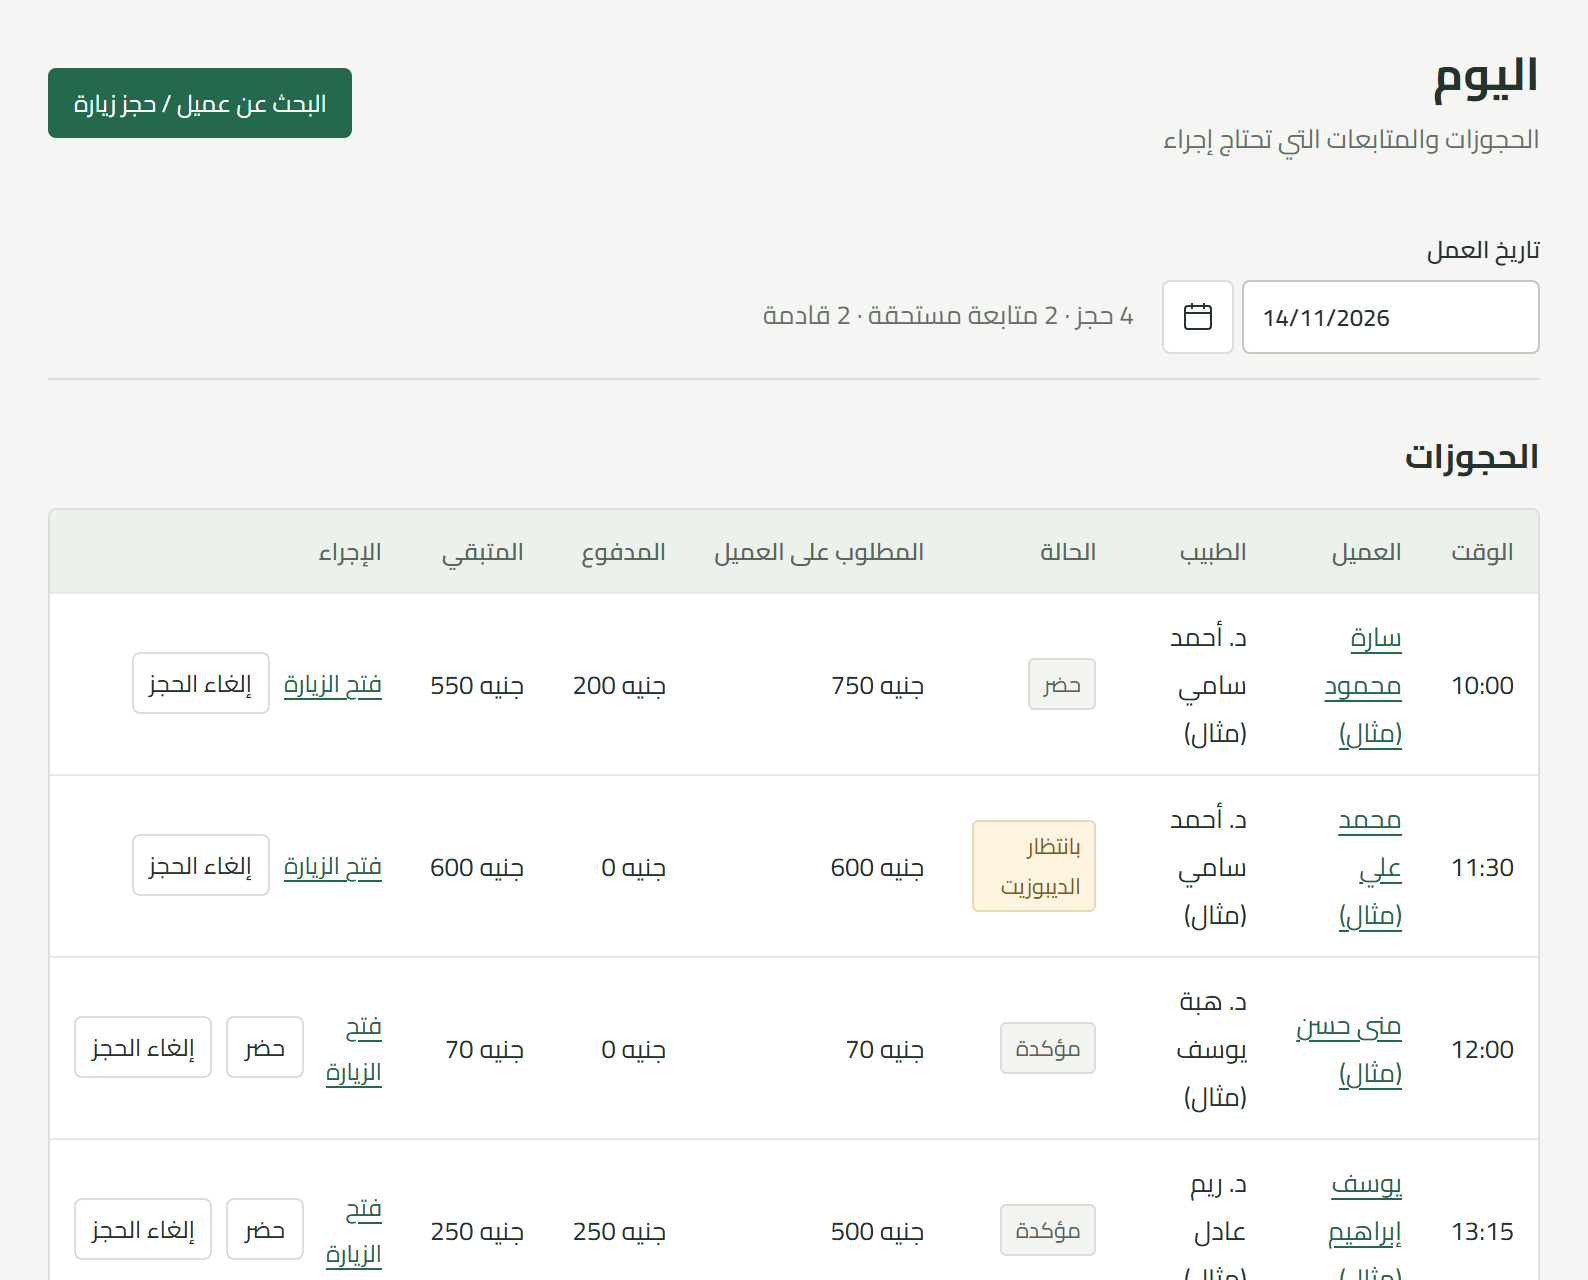 اليوم
الحجوزات والمتابعات التي تحتاج إجراء
البحث عن عميل / حجز زيارة
تاريخ العمل
14/11/2026
4 حجز · 2 متابعة مستحقة · 2 قادمة
الحجوزات
الوقت العميل الطبيب الحالة المطلوب على العميل المدفوع المتبقي الإجراء
10:00
سارة
محمود
(مثال)
د. أحمد
سامي
(مثال)
حضر
750 جنيه
200 جنيه
550 جنيه
فتح الزيارة
إلغاء الحجز
11:30
محمد
علي
(مثال)
د. أحمد
سامي
(مثال)
بانتظار
الديبوزيت
600 جنيه
0 جنيه
600 جنيه
فتح الزيارة
إلغاء الحجز
12:00
منى حسن
(مثال)
د. هبة
يوسف
(مثال)
مؤكدة
70 جنيه
0 جنيه
70 جنيه
فتح
الزيارة
حضر
إلغاء الحجز
13:15
يوسف
إبراهيم
(مثال)
د. ريم
عادل
(مثال)
مؤكدة
500 جنيه
250 جنيه
250 جنيه
فتح
الزيارة
حضر
إلغاء الحجز